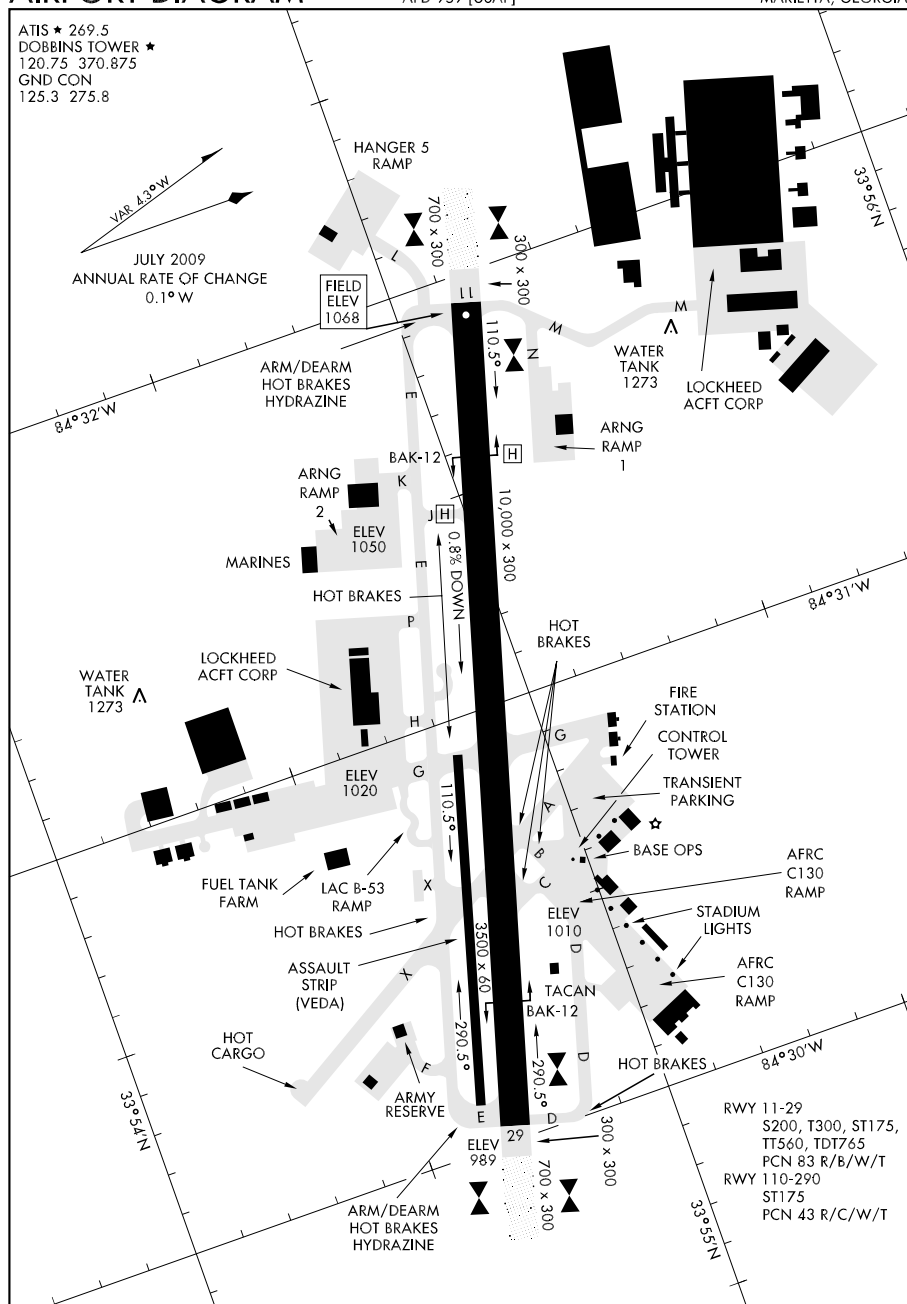 AIRPORT DIAGRAM
AFD-959 [USAF]
MARIETTA, GEORGIA
ATIS ★ 269.5
DOBBINS TOWER ★
120.75 370.875
GND CON
125.3 275.8
VAR 4.3° W
JULY 2009
ANNUAL RATE OF CHANGE
0.1° W
HANGER 5
RAMP
700 x 300
300 x 300
33°56'N
FIELD
ELEV
1068
L
11
M
N
M
110.5°
WATER
TANK
1273
LOCKHEED
ACFT CORP
ARM/DEARM
HOT BRAKES
HYDRAZINE
84°32'W
E
ARNG
RAMP
1
BAK-12
H
ARNG
RAMP
2
K
J
H
ELEV
1050
10,000 x 300
0.8% DOWN
MARINES
E
HOT BRAKES
84°31'W
P
HOT
BRAKES
LOCKHEED
ACFT CORP
WATER
TANK
1273
H
G
FIRE
STATION
CONTROL
TOWER
TRANSIENT
PARKING
ELEV
1020
G
110.5°
A
B
C
BASE OPS
AFRC
C130
RAMP
FUEL TANK
FARM
LAC B-53
RAMP
X
ELEV
1010
STADIUM
LIGHTS
HOT BRAKES
D
3500 x 60
ASSAULT
STRIP
(VEDA)
X
AFRC
C130
RAMP
TACAN
BAK-12
HOT
CARGO
290.5°
290.5°
D
HOT BRAKES
84°30'W
F
ARMY
RESERVE
33°54'N
E
D
29
ELEV
989
300 x 300
700 x 300
ARM/DEARM
HOT BRAKES
HYDRAZINE
33°55'N
RWY 11-29
S200, T300, ST175,
TT560, TDT765
PCN 83 R/B/W/T
RWY 110-290
ST175
PCN 43 R/C/W/T